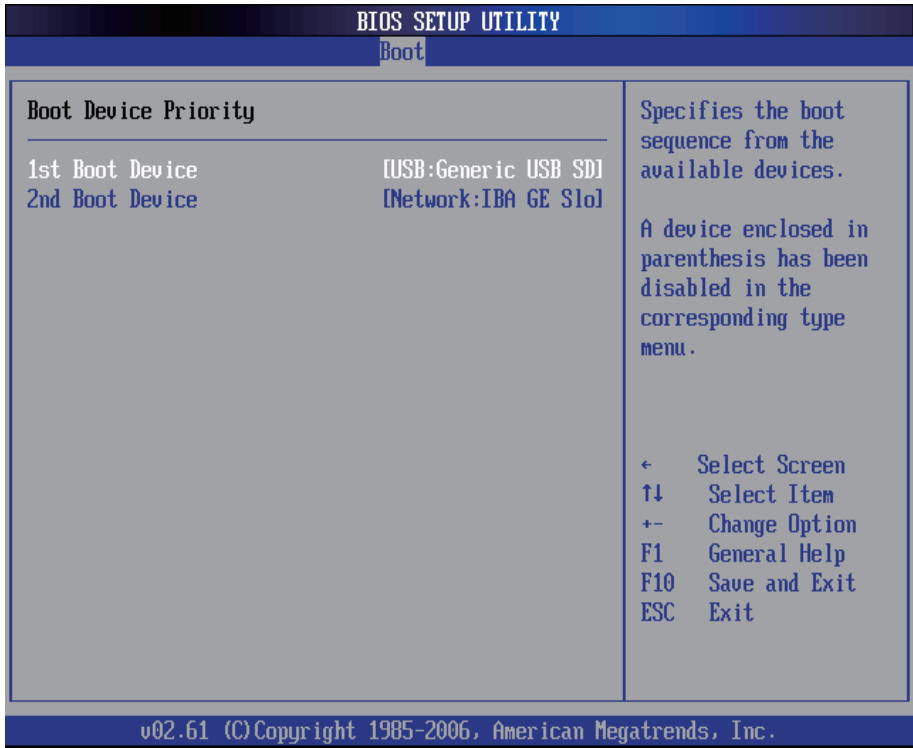 BIOS SETUP UTILITY
Boot
Boot Device Priority
1st Boot Device [USB:Generic USB SD]
2nd Boot Device [Network:IBA GE Slo]
Specifies the boot
sequence from the
available devices.
A device enclosed in
parenthesis has been
disabled in the
corresponding type
menu.
← Select Screen
↑↓ Select Item
+- Change Option
F1 General Help
F10 Save and Exit
ESC Exit
v02.61 (C)Copyright 1985-2006, American Megatrends, Inc.